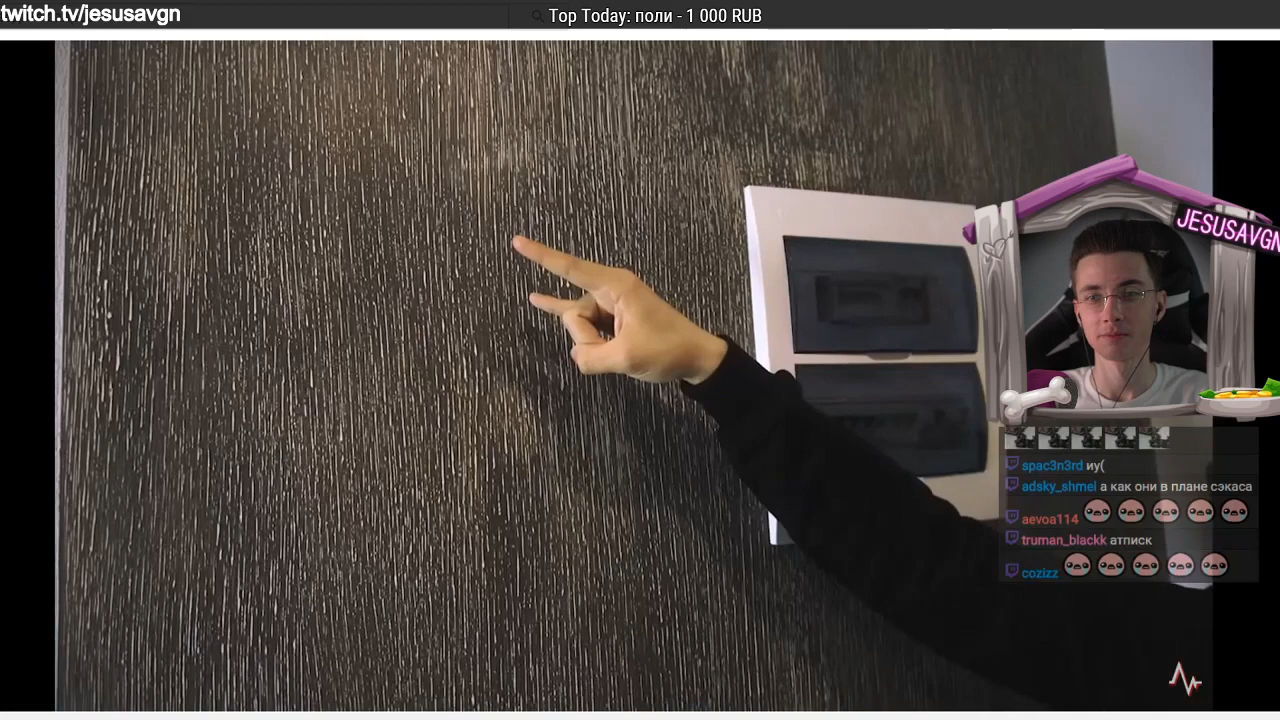 twitch.tv/jesusavgn
Top Today: поли - 1 000 RUB
JESUSAVGN
spac3n3rd иу(
adsky_shmel а как они в плане сэкаса
aevoa114
truman_blackk атписк
cozizz